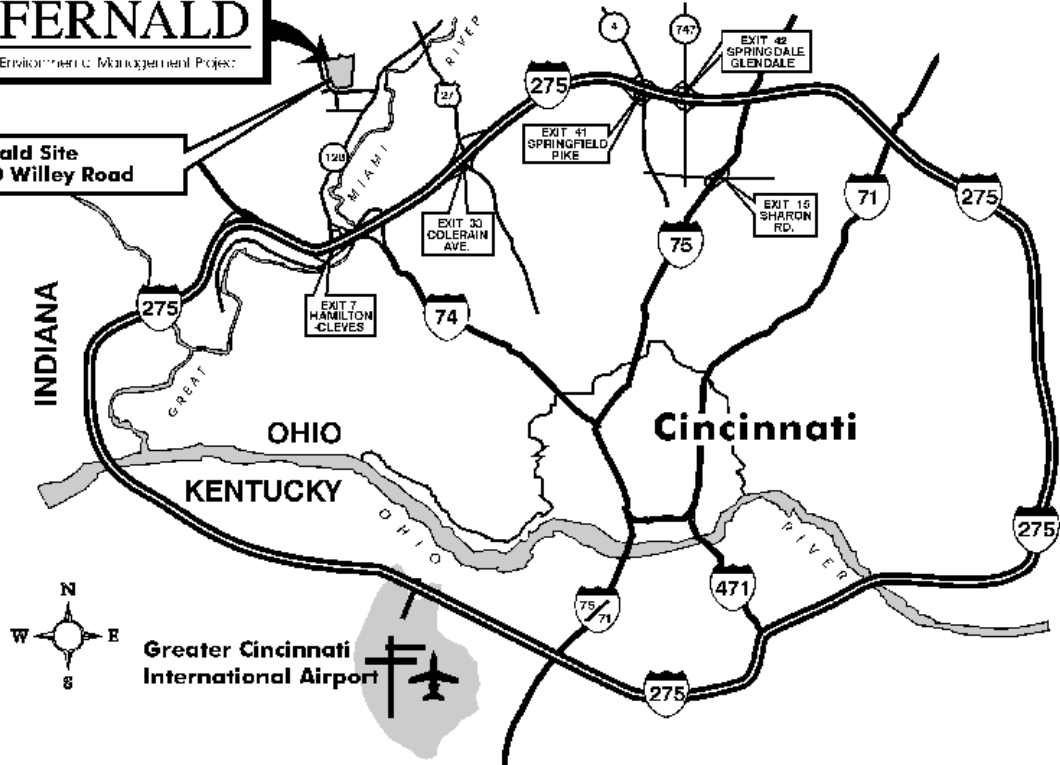 FERNALD
Environmental Management Project
ald Site
Willey Road
RIVER
MIAMI
GREAT
4
747
27
128
EXIT 42
SPRINGDALE
GLENDALE
275
EXIT 41
SPRINGFIELD
PIKE
EXIT 15
SHARON
RD.
71
275
75
EXIT 33
COLERAIN
AVE.
EXIT 7
HAMILTON
-CLEVES
275
74
INDIANA
Cincinnati
OHIO
KENTUCKY
OHIO
RIVER
275
471
75/71
N
W E
S
Greater Cincinnati
International Airport
275